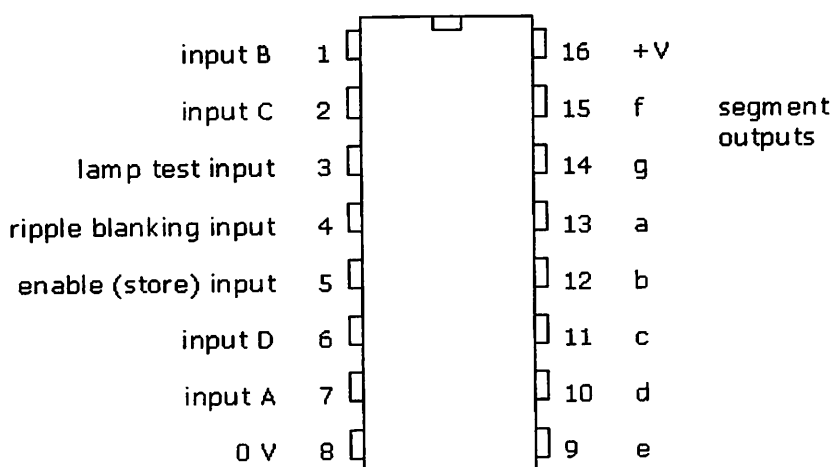 input B 1 16 +V
input C 2 15 f segment
outputs
lamp test input 3 14 g
ripple blanking input 4 13 a
enable (store) input 5 12 b
input D 6 11 c
input A 7 10 d
0 V 8 9 e